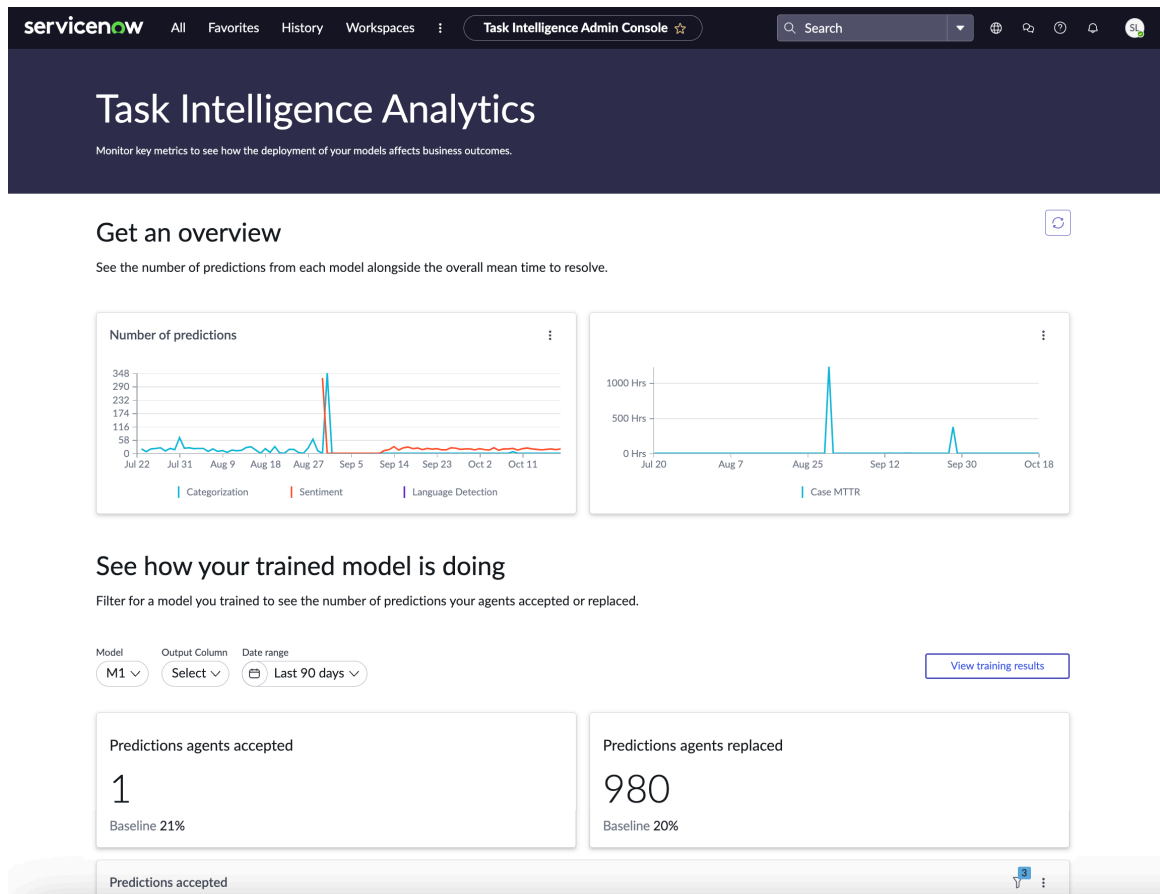 servicenow All Favorites History Workspaces Task Intelligence Admin Console Search SL
Task Intelligence Analytics
Monitor key metrics to see how the deployment of your models affects business outcomes.
Get an overview
See the number of predictions from each model alongside the overall mean time to resolve.
Number of predictions
348
290
232
174
116
58
0
Jul 22 Jul 31 Aug 9 Aug 18 Aug 27 Sep 5 Sep 14 Sep 23 Oct 2 Oct 11
Categorization Sentiment Language Detection
1000 Hrs
500 Hrs
0 Hrs
Jul 20 Aug 7 Aug 25 Sep 12 Sep 30 Oct 18
Case MTTR
See how your trained model is doing
Filter for a model you trained to see the number of predictions your agents accepted or replaced.
Model Output Column Date range
M1 Select Last 90 days
View training results
Predictions agents accepted
1
Baseline 21%
Predictions agents replaced
980
Baseline 20%
Predictions accepted
3